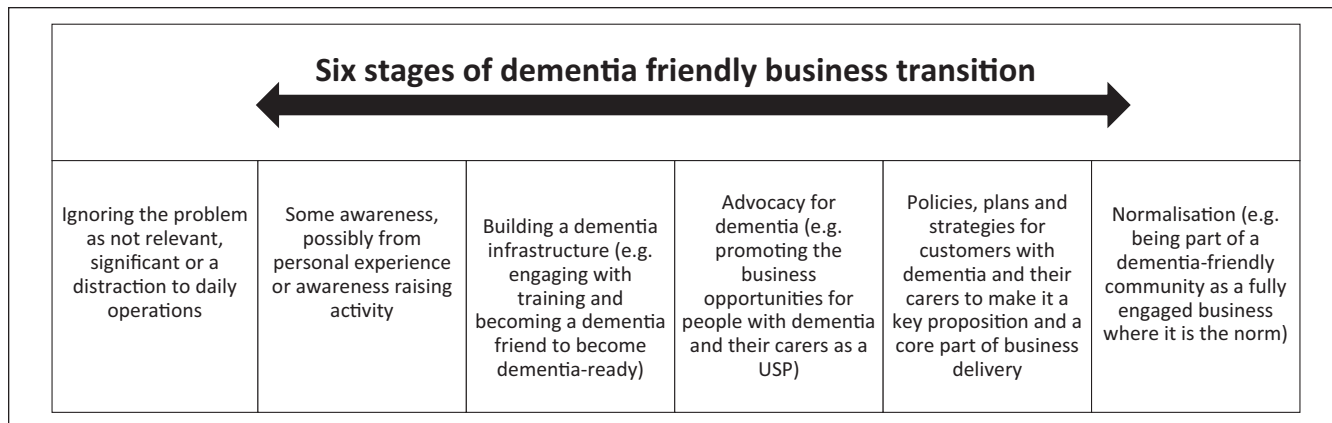 Six stages of dementia friendly business transition
Ignoring the problem
as not relevant,
significant or a
distraction to daily
operations
Some awareness,
possibly from
personal experience
or awareness raising
activity
Building a dementia
infrastructure (e.g.
engaging with
training and
becoming a dementia
friend to become
dementia-ready)
Advocacy for
dementia (e.g.
promoting the
business
opportunities for
people with dementia
and their carers as a
USP)
Policies, plans and
strategies for
customers with
dementia and their
carers to make it a
key proposition and a
core part of business
delivery
Normalisation (e.g.
being part of a
dementia-friendly
community as a fully
engaged business
where it is the norm)